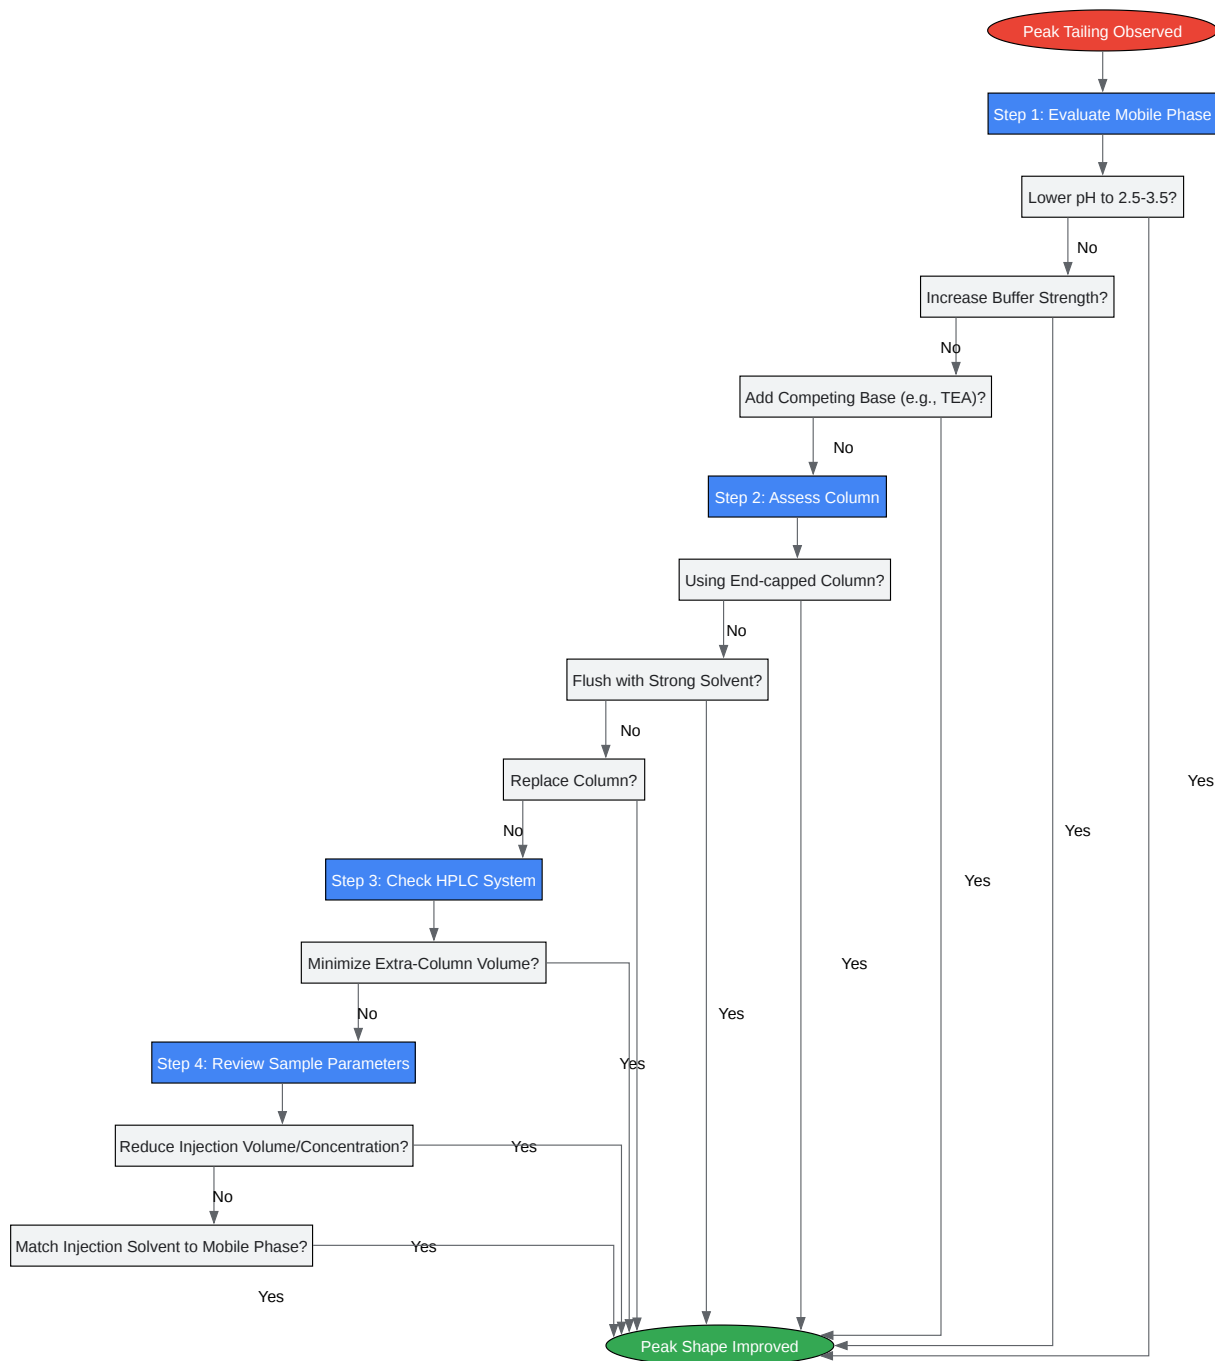 Peak Tailing Observed
Step 1: Evaluate Mobile Phase
Lower pH to 2.5-3.5?
No
Increase Buffer Strength?
No
Add Competing Base (e.g., TEA)?
No
Step 2: Assess Column
Using End-capped Column?
No
Flush with Strong Solvent?
No
Replace Column?
Yes
No
Yes
Step 3: Check HPLC System
Yes
Minimize Extra-Column Volume?
Yes
No
Yes
Step 4: Review Sample Parameters
Yes
Reduce Injection Volume/Concentration?
Yes
No
Match Injection Solvent to Mobile Phase?
Yes
Yes
Peak Shape Improved